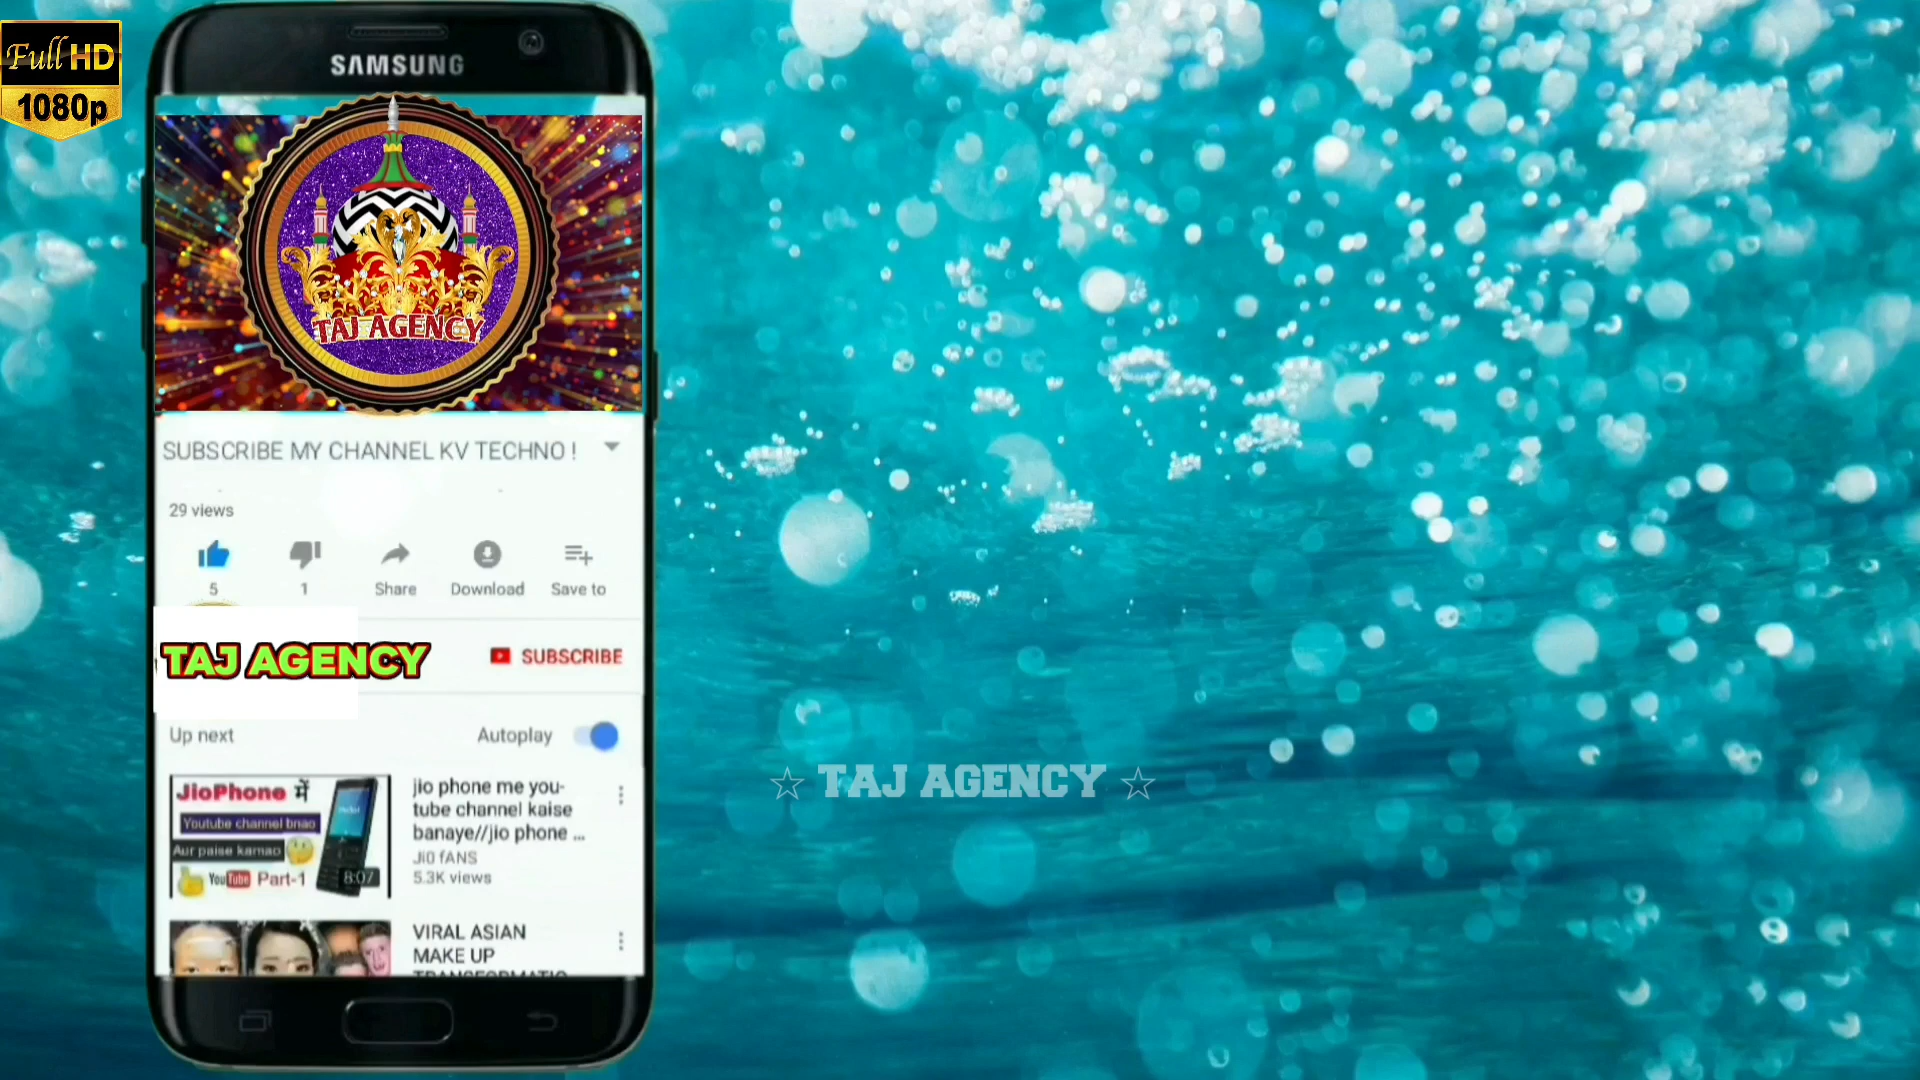 Full HD
1080p
SAMSUNG
TAJ AGENCY
SUBSCRIBE MY CHANNEL KV TECHNO !
29 views
5
1
Share
Download
Save to
TAJ AGENCY
SUBSCRIBE
Up next
Autoplay
JioPhone में
Youtube channel bnao
Aur paise kamao
YouTube Part-1
8:07
jio phone me you-
tube channel kaise
banaye//jio phone ...
Ji0 fANS
5.3K views
VIRAL ASIAN
MAKE UP
TRANSFORMATIO
☆ TAJ AGENCY ☆